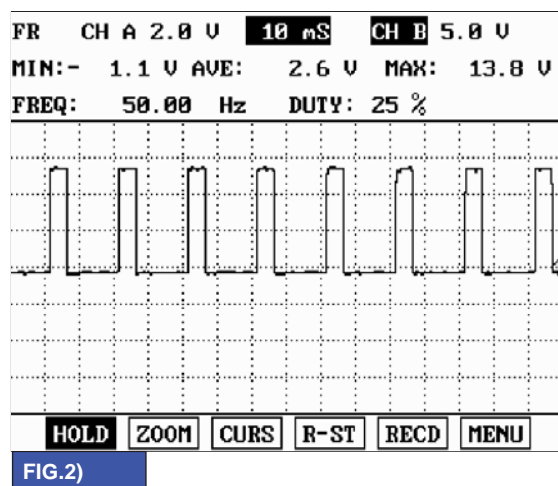 FR CH A 2.0 V 10 mS CH B 5.0 V
MIN:- 1.1 V AVE: 2.6 V MAX: 13.8 V
FREQ: 50.00 Hz DUTY: 25 %
HOLD ZOOM CURS R-ST RECD MENU
FIG.2)